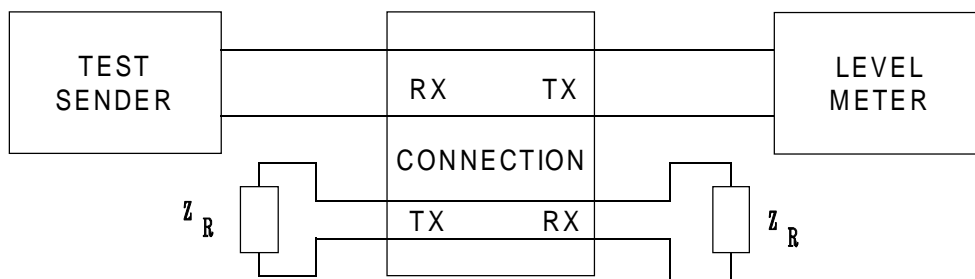 TEST
SENDER
RX TX
LEVEL
METER
CONNECTION
Z R
TX RX
Z R